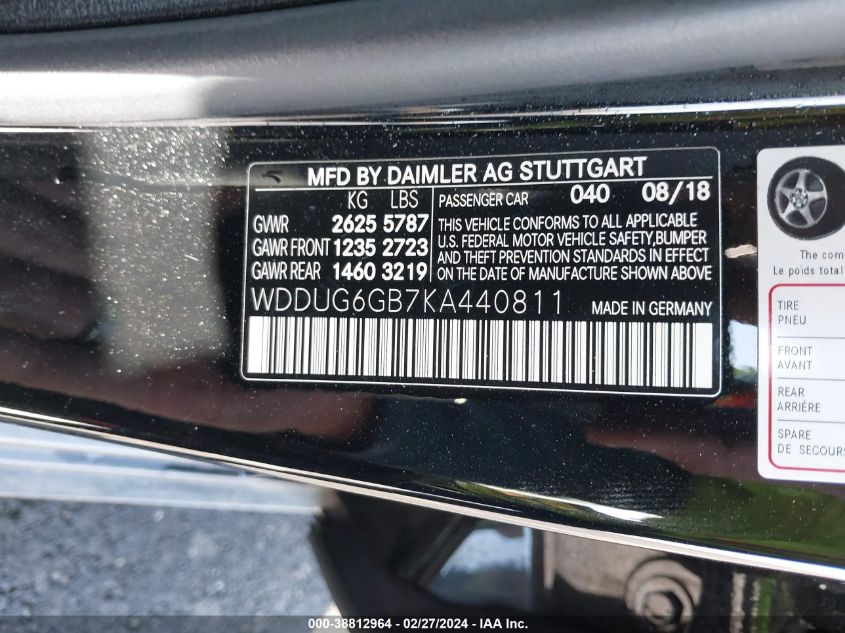 MFD BY DAIMLER AG STUTTGART
KG LBS
GVWR 2625 5787
GAWR FRONT 1235 2723
GAWR REAR 1460 3219
PASSENGER CAR 040 08/18
THIS VEHICLE CONFORMS TO ALL APPLICABLE
U.S. FEDERAL MOTOR VEHICLE SAFETY,BUMPER
AND THEFT PREVENTION STANDARDS IN EFFECT
ON THE DATE OF MANUFACTURE SHOWN ABOVE
WDDUG6GB7KA440811 MADE IN GERMANY
The com
Le poids total
TIRE
PNEU
FRONT
AVANT
REAR
ARRIÈRE
SPARE
DE SECOURS
000-38812964 - 02/27/2024 - IAA Inc.